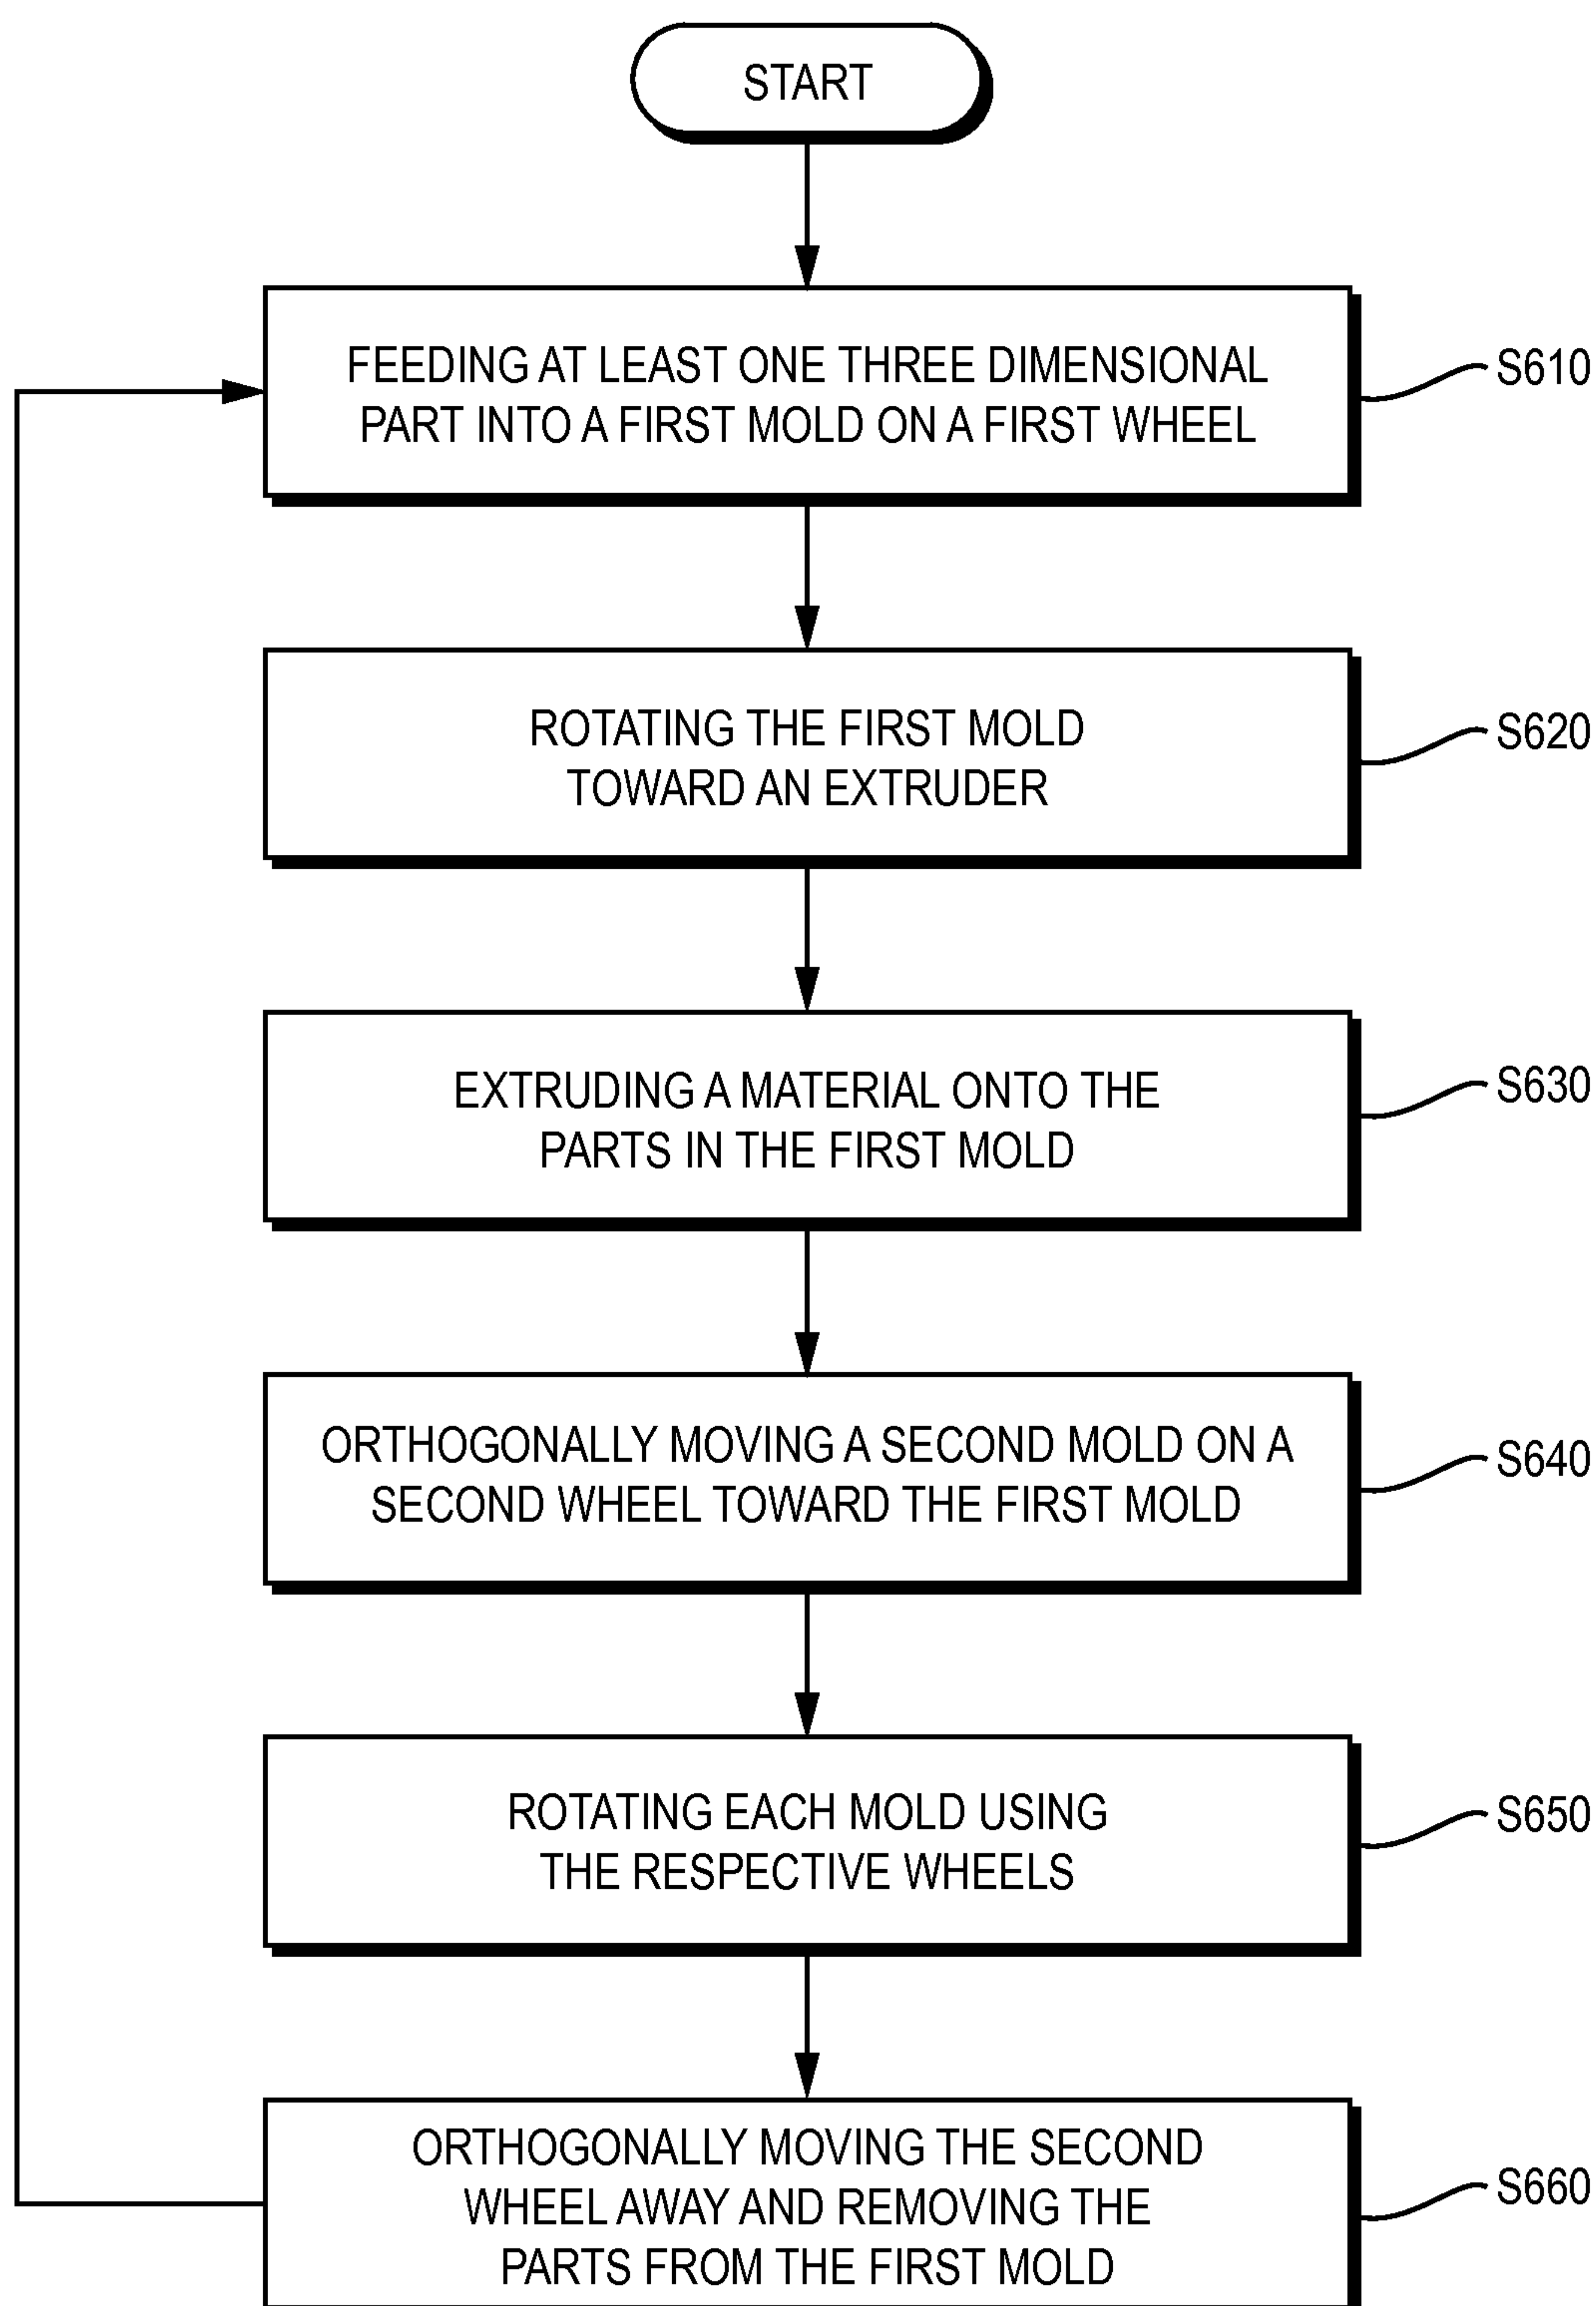 START
FEEDING AT LEAST ONE THREE DIMENSIONAL
PART INTO A FIRST MOLD ON A FIRST WHEEL
S610
ROTATING THE FIRST MOLD
TOWARD AN EXTRUDER
S620
EXTRUDING A MATERIAL ONTO THE
PARTS IN THE FIRST MOLD
S630
ORTHOGONALLY MOVING A SECOND MOLD ON A
SECOND WHEEL TOWARD THE FIRST MOLD
S640
ROTATING EACH MOLD USING
THE RESPECTIVE WHEELS
S650
ORTHOGONALLY MOVING THE SECOND
WHEEL AWAY AND REMOVING THE
PARTS FROM THE FIRST MOLD
S660